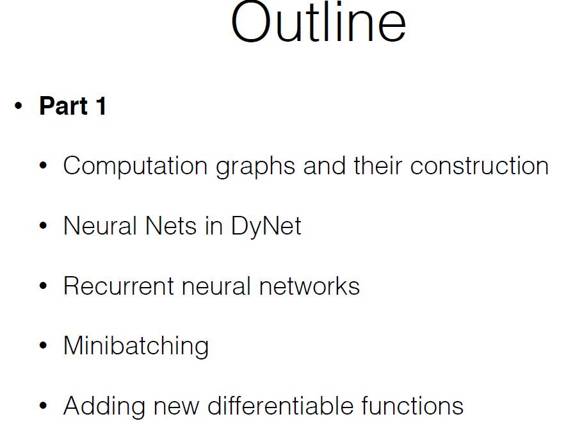 Outline
• Part 1
• Computation graphs and their construction
• Neural Nets in DyNet
• Recurrent neural networks
• Minibatching
• Adding new differentiable functions